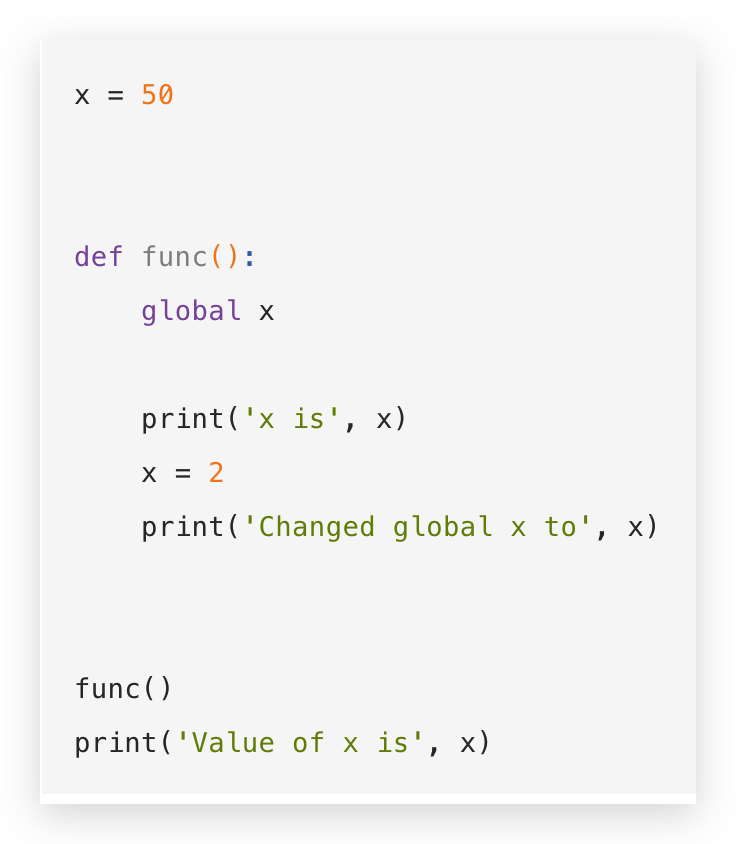 x = 50
def func():
    global x
    print('x is', x)
    x = 2
    print('Changed global x to', x)
func()
print('Value of x is', x)